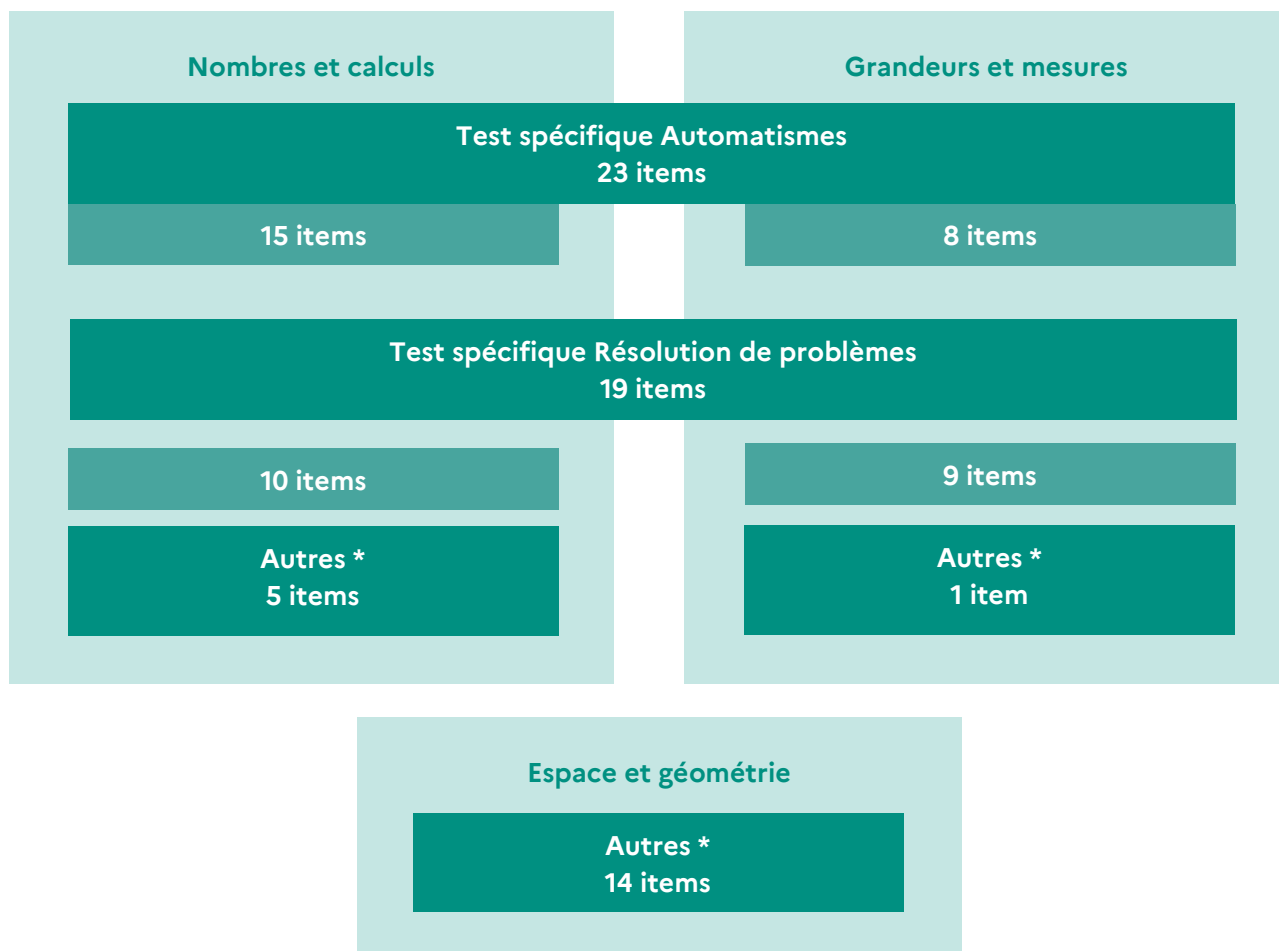 Nombres et calculs
Grandeurs et mesures
Test spécifique Automatismes
23 items
15 items
8 items
Test spécifique Résolution de problèmes
19 items
10 items
9 items
Autres *
5 items
Autres *
1 item
Espace et géométrie
Autres *
14 items